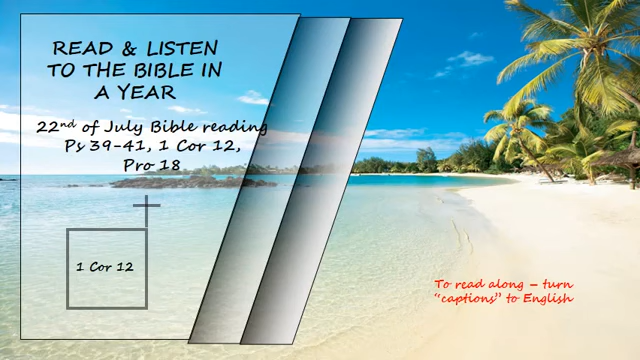 READ & LISTEN
TO THE BIBLE IN
A YEAR
22nd of July Bible reading
Ps 39-41, 1 Cor 12,
Pro 18
1 Cor 12
To read along – turn
“captions” to English